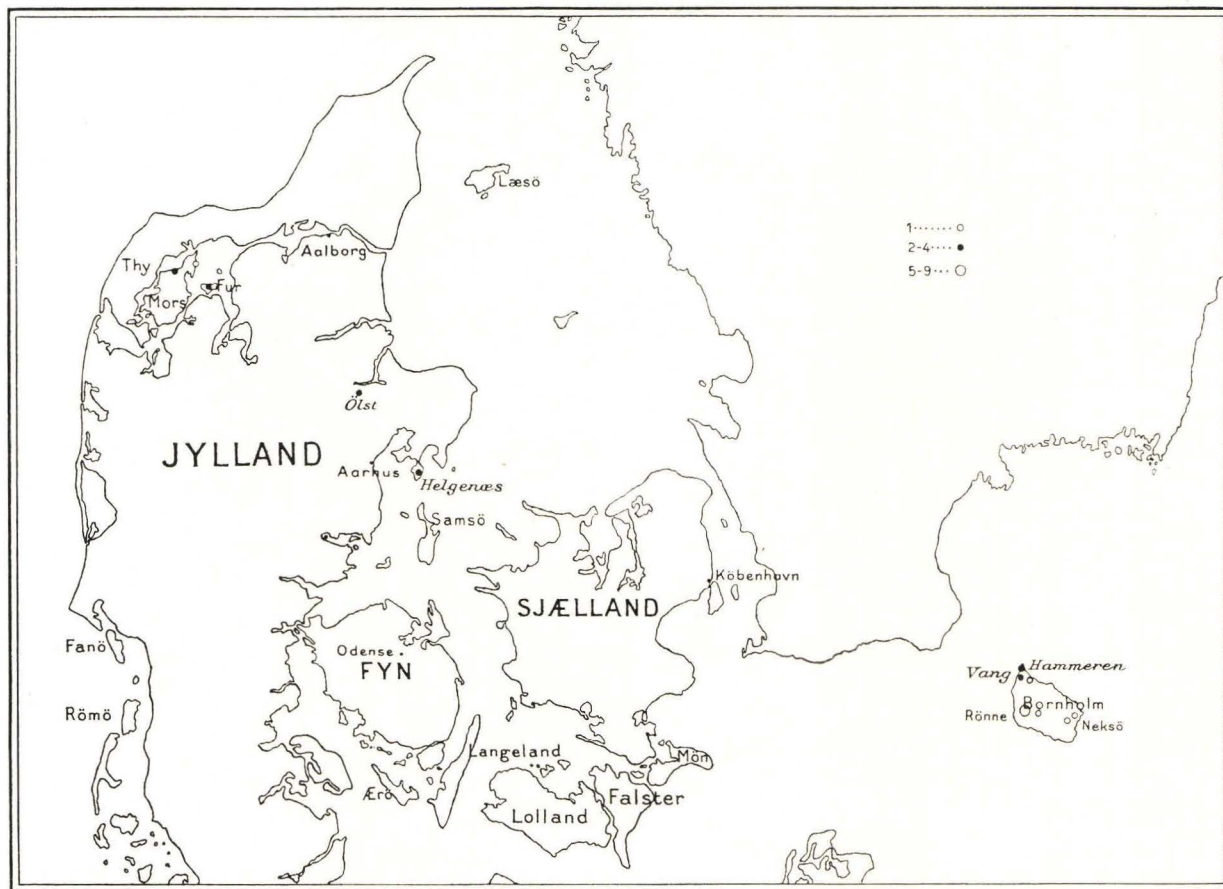 Læsö
1....... ○
2-4.... ●
5-9... ○
Aalborg
Thy
Fur
Mors
Ölst
JYLLAND
Aarhus
Helgenæs
Samsö
Köbenhavn
SJÆLLAND
Fanö
Odense
FYN
Hammeren
Vang
Bornholm
Römö
Rönne
Neksö
Langeland
Mön
Ærö
Falster
Lolland